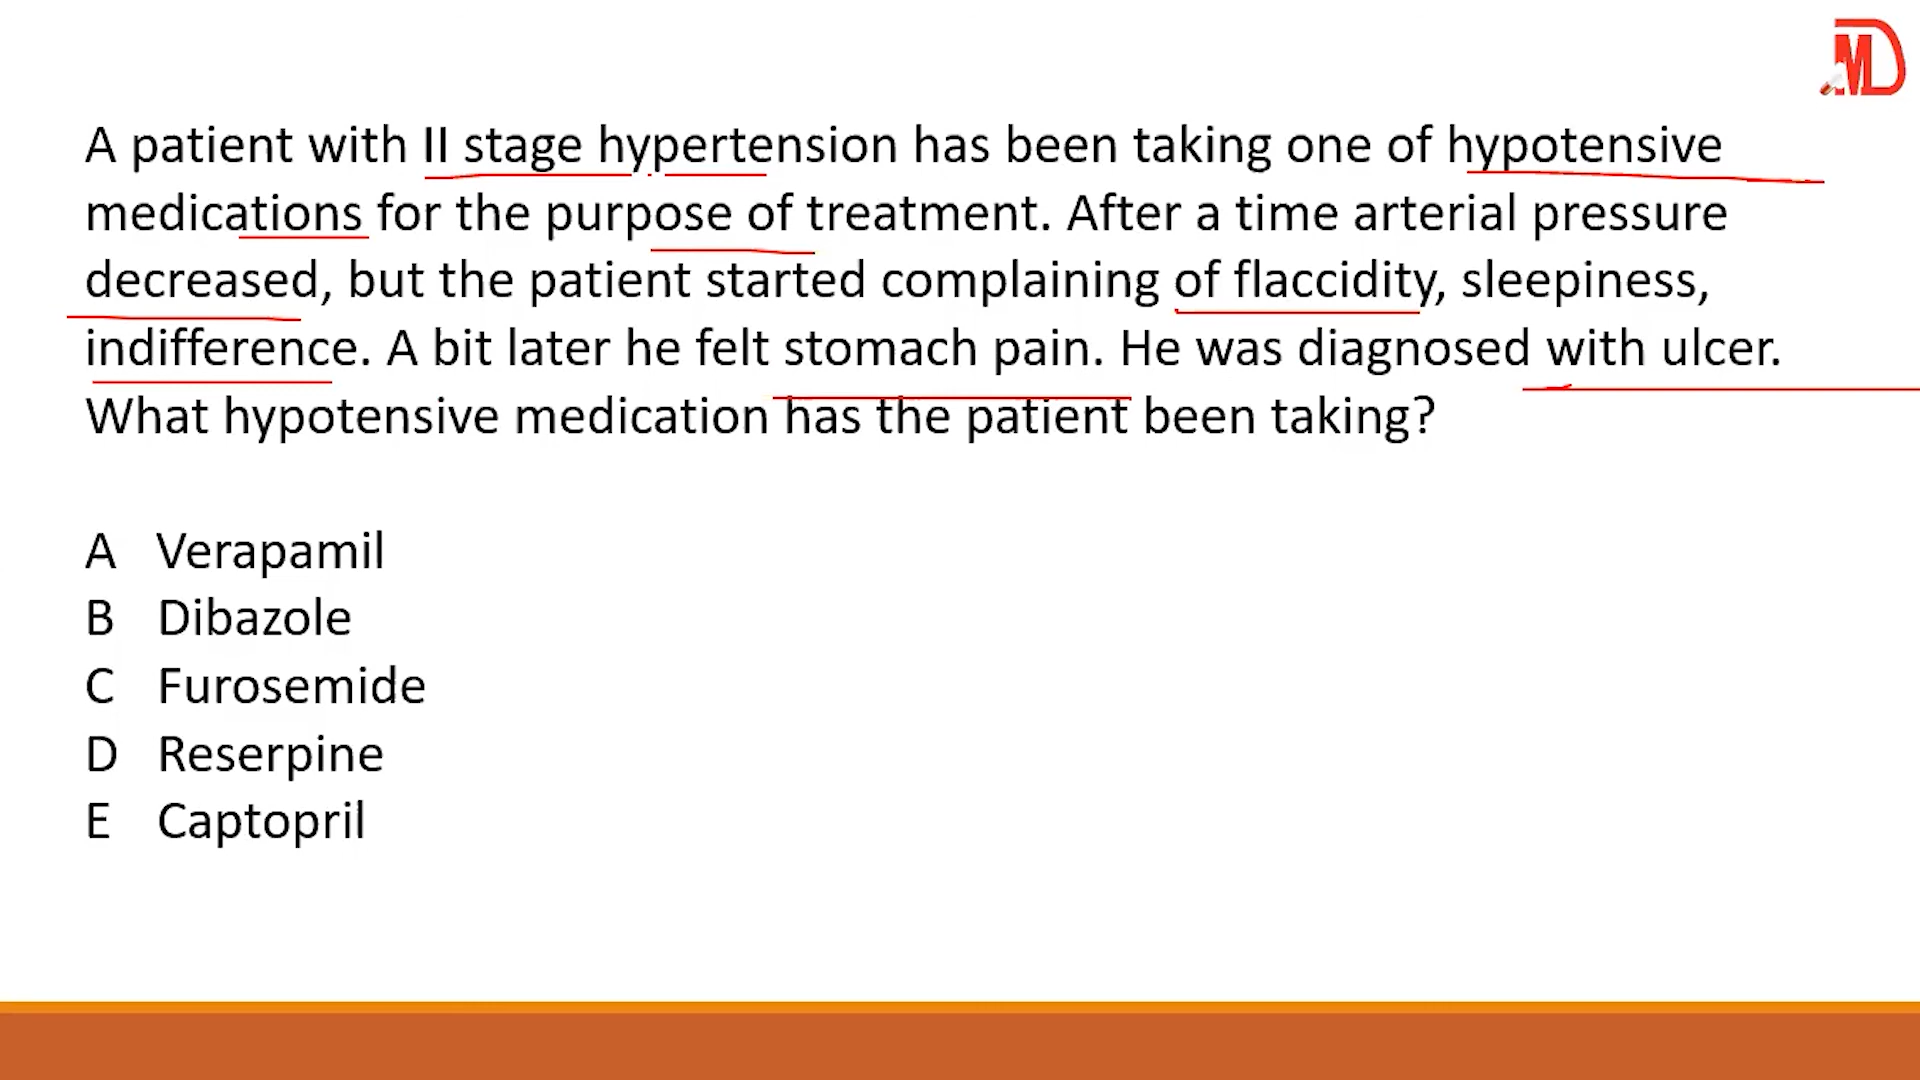 MD
A patient with II stage hypertension has been taking one of hypotensive
medications for the purpose of treatment. After a time arterial pressure
decreased, but the patient started complaining of flaccidity, sleepiness,
indifference. A bit later he felt stomach pain. He was diagnosed with ulcer.
What hypotensive medication has the patient been taking?
A Verapamil
B Dibazole
C Furosemide
D Reserpine
E Captopril